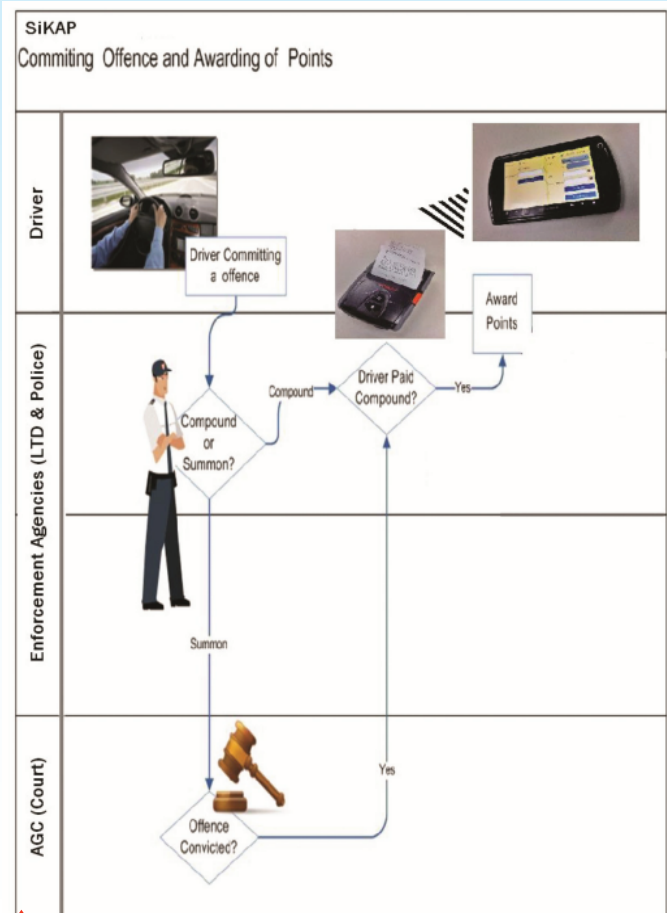 SiKAP
Commiting Offence and Awarding of Points
Driver
Driver Committing
a offence
Award
Points
Enforcement Agencies (LTD & Police)
Compound
or
Summon?
Compound
Driver Paid
Compound?
Yes
Summon
AGC (Court)
Offence
Convicted?
Yes